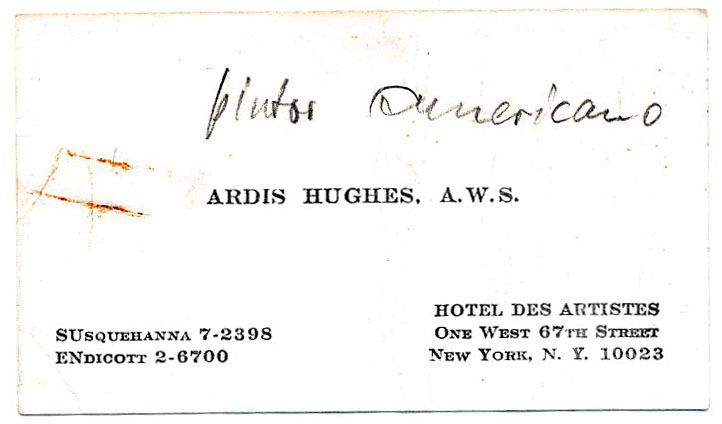 pintor Americano
ARDIS HUGHES, A.W.S.
SUSQUEHANNA 7-2398
ENDICOTT 2-6700
HOTEL DES ARTISTES
ONE WEST 67TH STREET
NEW YORK, N. Y. 10023